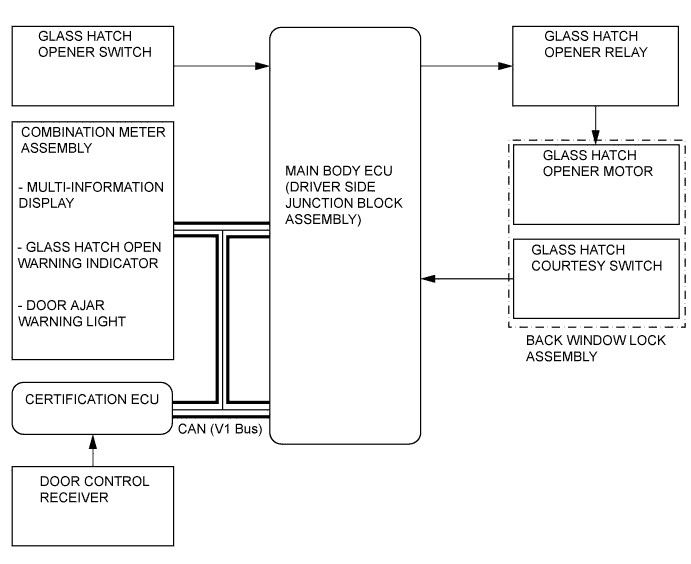 GLASS HATCH
OPENER SWITCH
COMBINATION METER
ASSEMBLY
- MULTI-INFORMATION
DISPLAY
- GLASS HATCH OPEN
WARNING INDICATOR
- DOOR AJAR
WARNING LIGHT
CERTIFICATION ECU
CAN (V1 Bus)
DOOR CONTROL
RECEIVER
MAIN BODY ECU
(DRIVER SIDE
JUNCTION BLOCK
ASSEMBLY)
GLASS HATCH
OPENER RELAY
GLASS HATCH
OPENER MOTOR
GLASS HATCH
COURTESY SWITCH
BACK WINDOW LOCK
ASSEMBLY